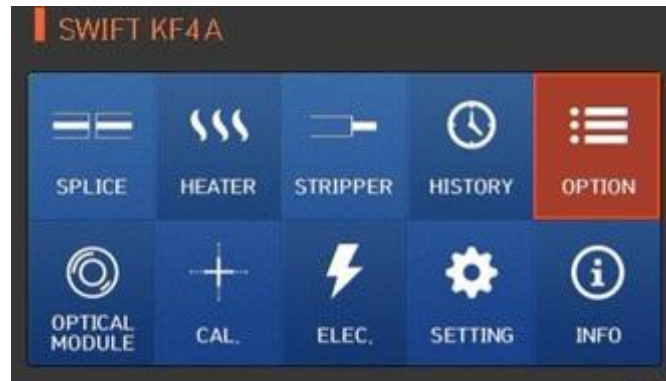 SWIFT KF4A
SPLICE
HEATER
STRIPPER
HISTORY
OPTION
OPTICAL
MODULE
CAL.
ELEC.
SETTING
INFO